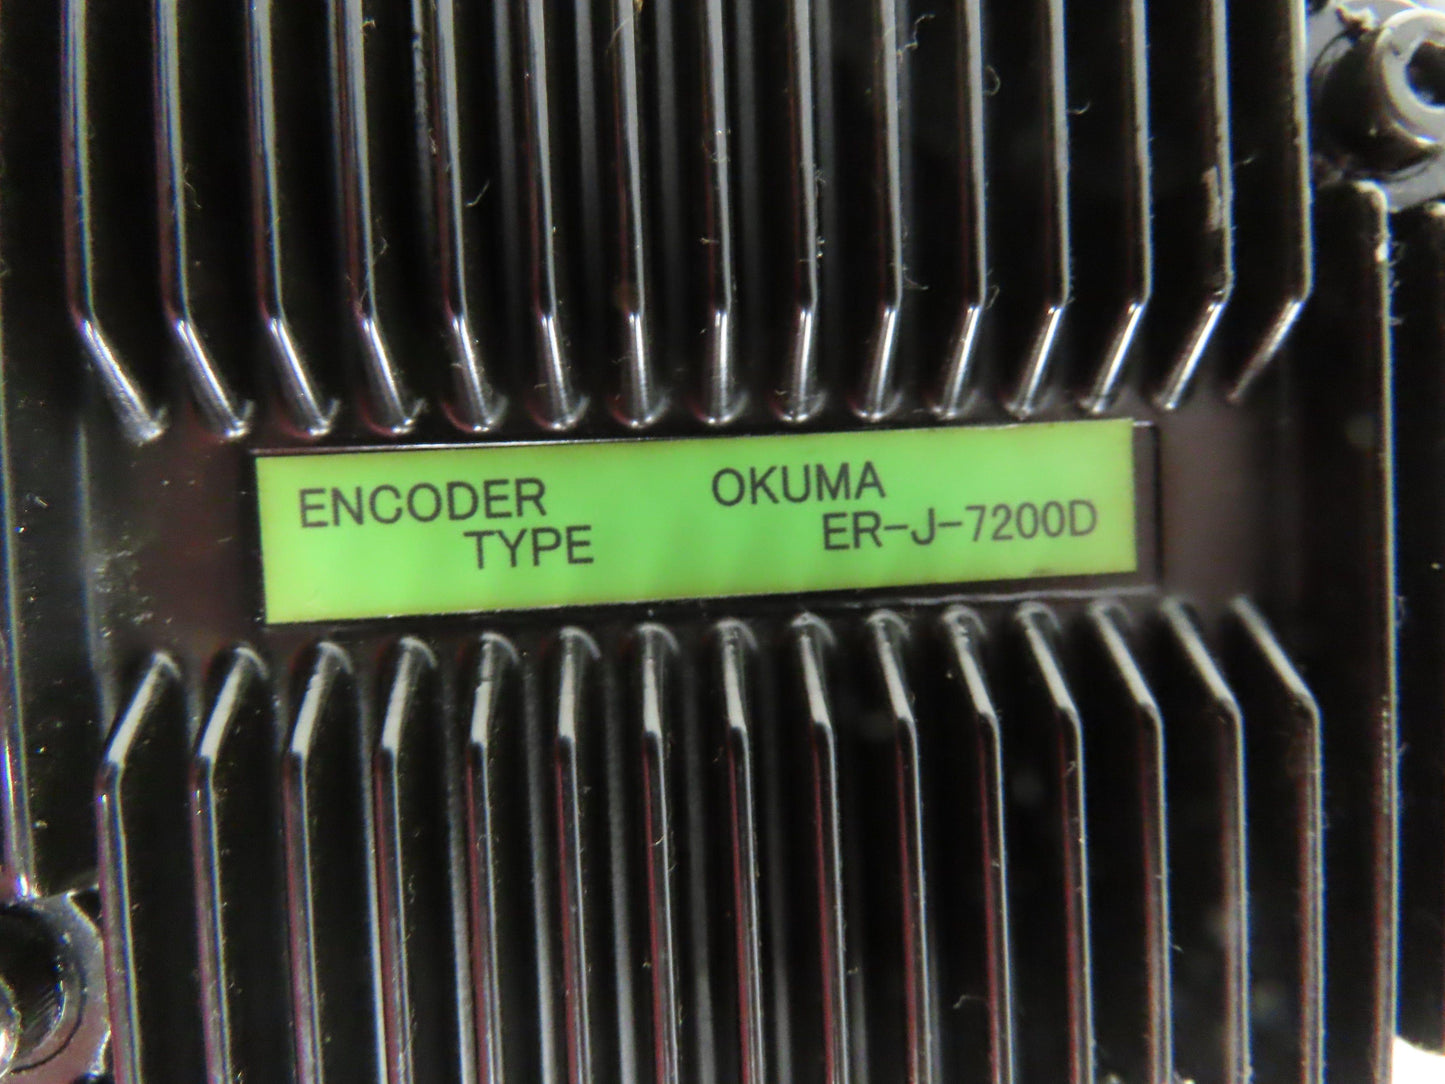 ENCODER OKUMA
TYPE ER-J-7200D